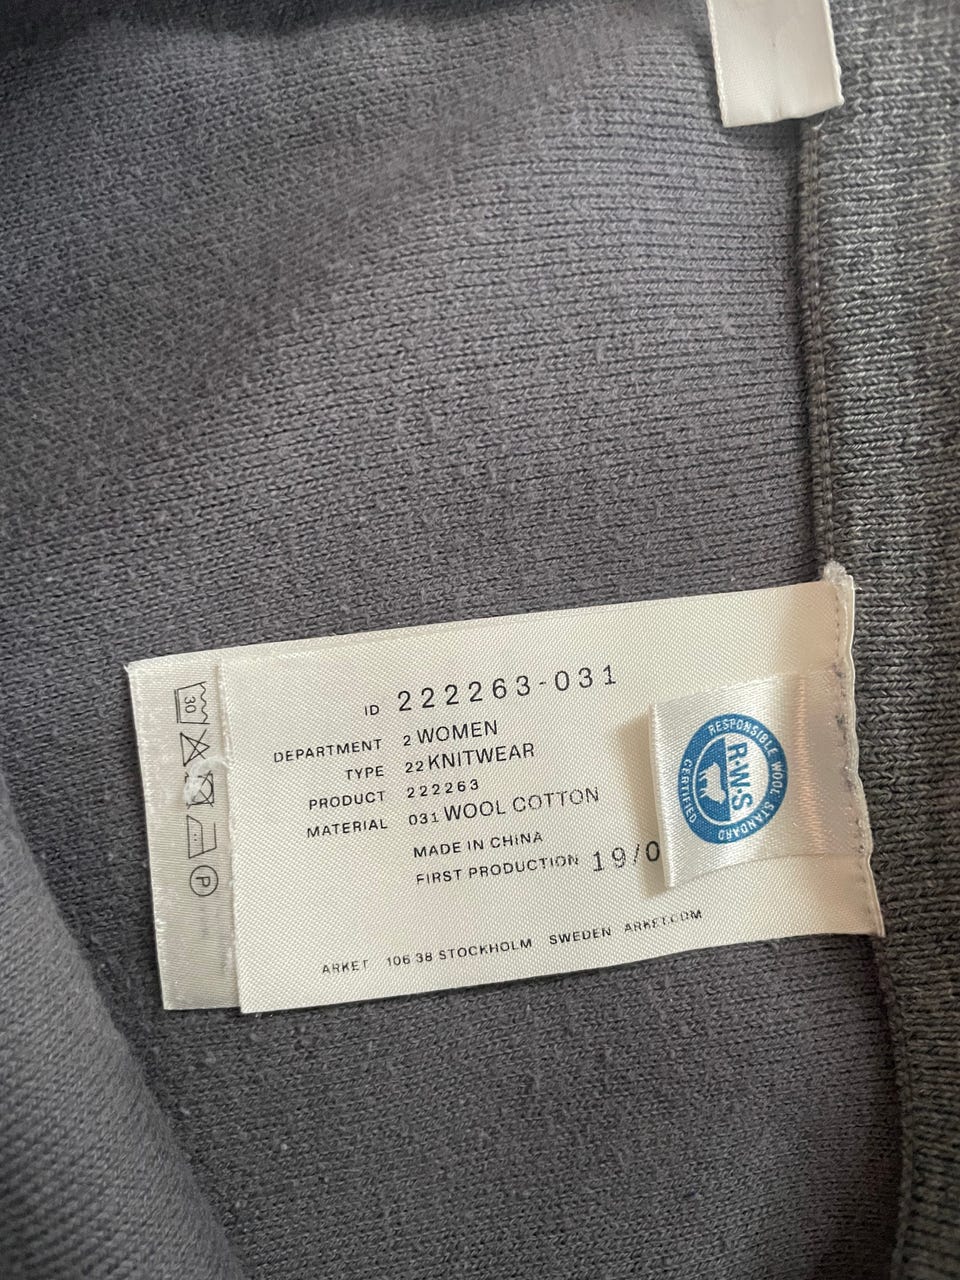 ID 222263-031
DEPARTMENT 2 WOMEN
TYPE 22 KNITWEAR
PRODUCT 222263
MATERIAL 031 WOOL COTTON
MADE IN CHINA
FIRST PRODUCTION 19/0
ARKET 106 38 STOCKHOLM SWEDEN ARKET.COM
RESPONSIBLE WOOL STANDARD
R·W·S
CERTIFIED
30
P